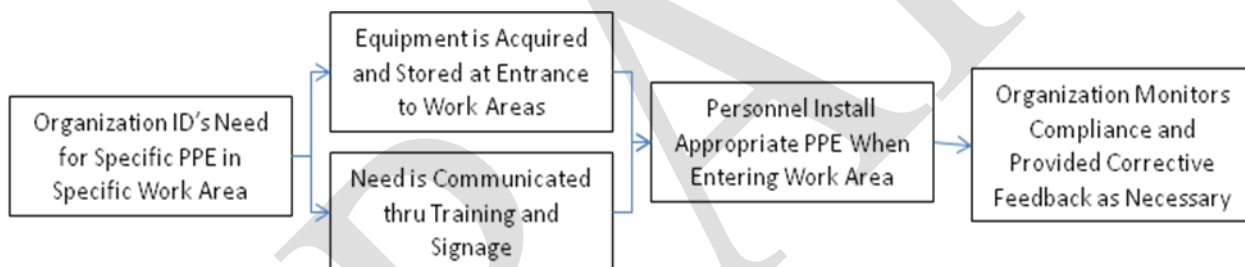 Organization ID's Need
for Specific PPE in
Specific Work Area
Equipment is Acquired
and Stored at Entrance
to Work Areas
Need is Communicated
thru Training and
Signage
Personnel Install
Appropriate PPE When
Entering Work Area
Organization Monitors
Compliance and
Provided Corrective
Feedback as Necessary